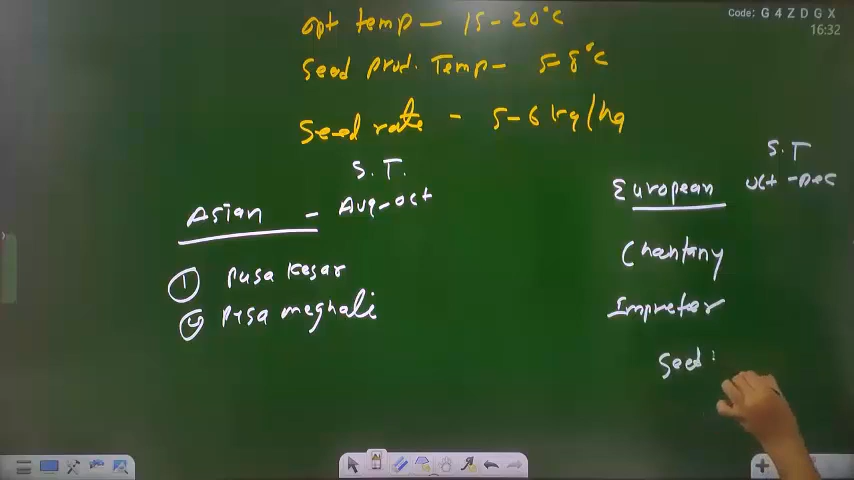 Code: G4ZDGX
16:32
opt temp - 15-20°C
Seed prod. Temp - 5-8°C
Seed rate - 5-6 kg/ha
S.T.
Asian - Aug-oct
① Pusa Kesar
② Pusa meghali
S.T
European oct-Dec
Chantany
Impretor
Seed